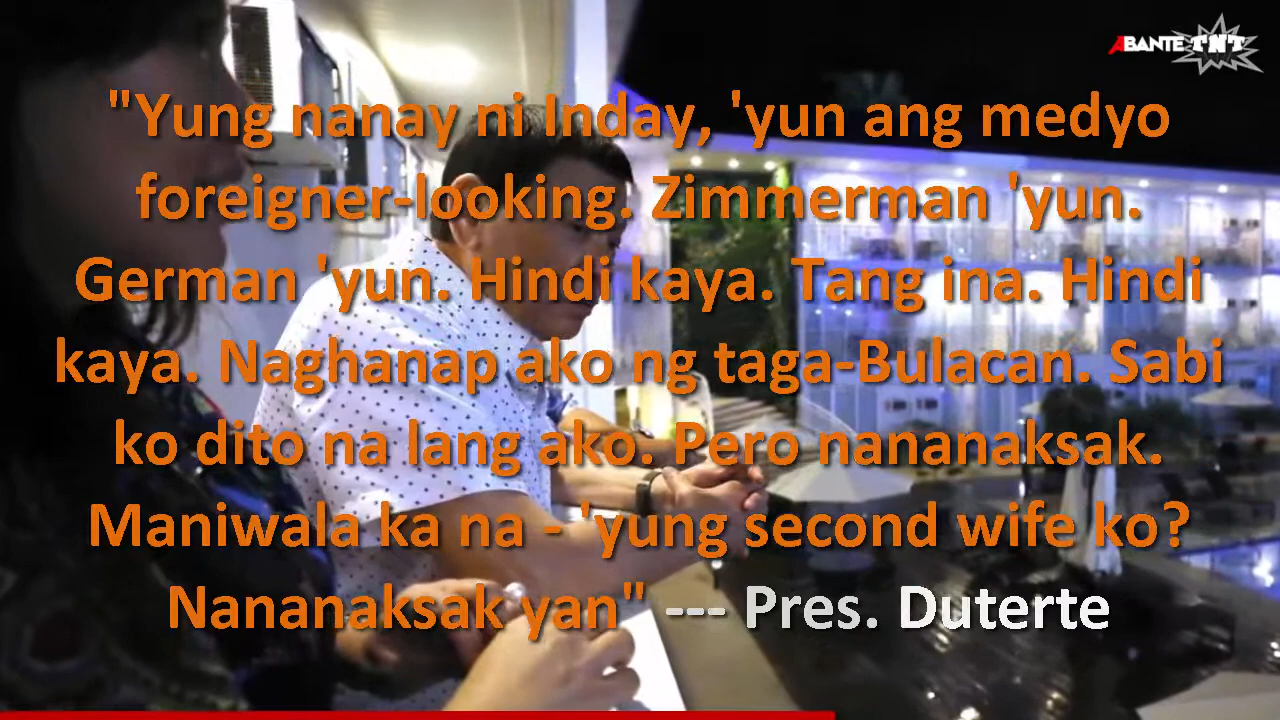 ABANTE TNT
"Yung nanay ni Inday, 'yun ang medyo
foreigner-looking. Zimmerman 'yun.
German 'yun. Hindi kaya. Tang ina. Hindi
kaya. Naghanap ako ng taga-Bulacan. Sabi
ko dito na lang ako. Pero nananaksak.
Maniwala ka na - 'yung second wife ko?
Nananaksak yan" --- Pres. Duterte